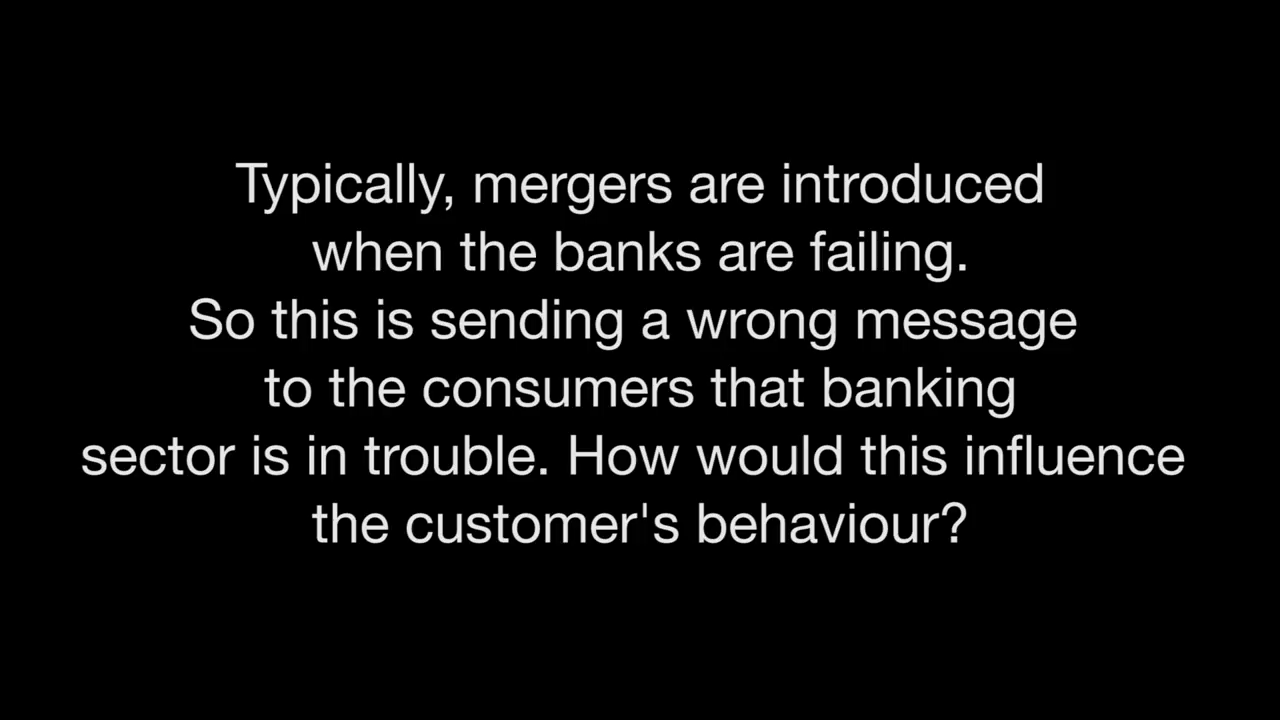 Typically, mergers are introduced
when the banks are failing.
So this is sending a wrong message
to the consumers that banking
sector is in trouble. How would this influence
the customer's behaviour?